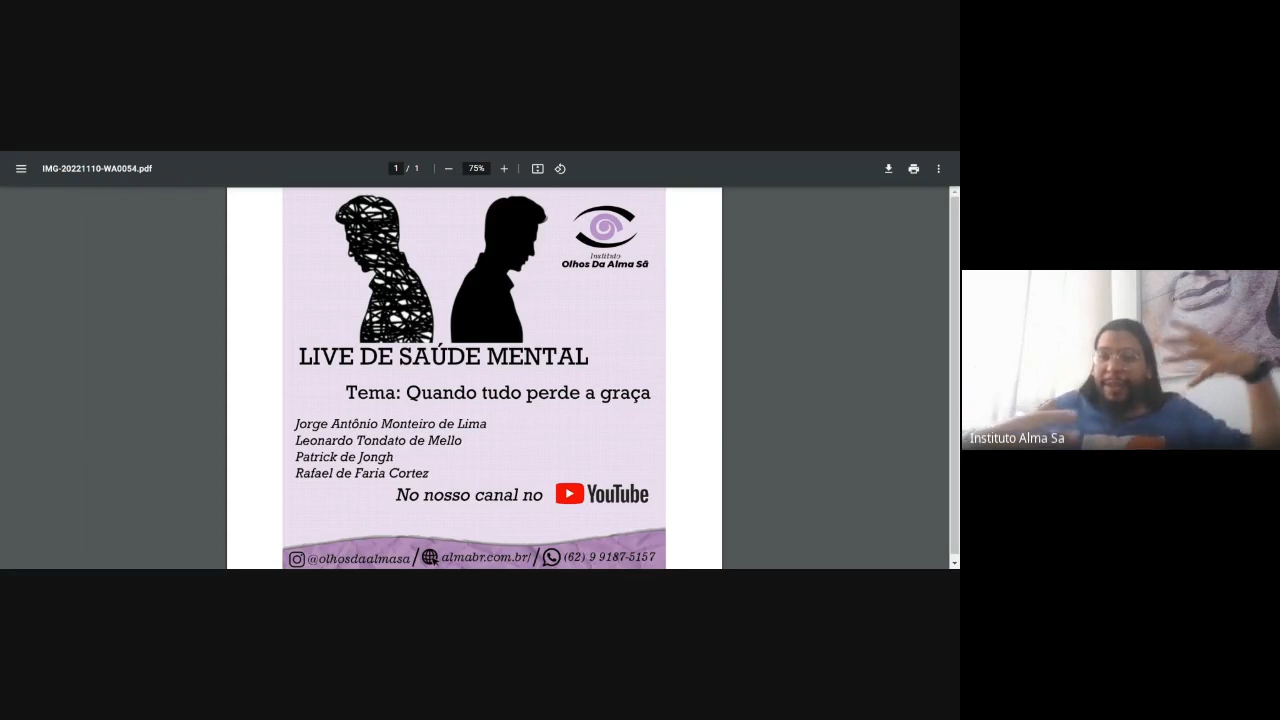 IMG-20221110-WA0054.pdf
1 / 1
75%
Instituto
Olhos Da Alma Sã
LIVE DE SAÚDE MENTAL
Tema: Quando tudo perde a graça
Jorge Antônio Monteiro de Lima
Leonardo Tondato de Mello
Patrick de Jongh
Rafael de Faria Cortez
No nosso canal no YouTube
@olhosdaalmasa / almabr.com.br/ / (62) 9 9187-5157
Instituto Alma Sa